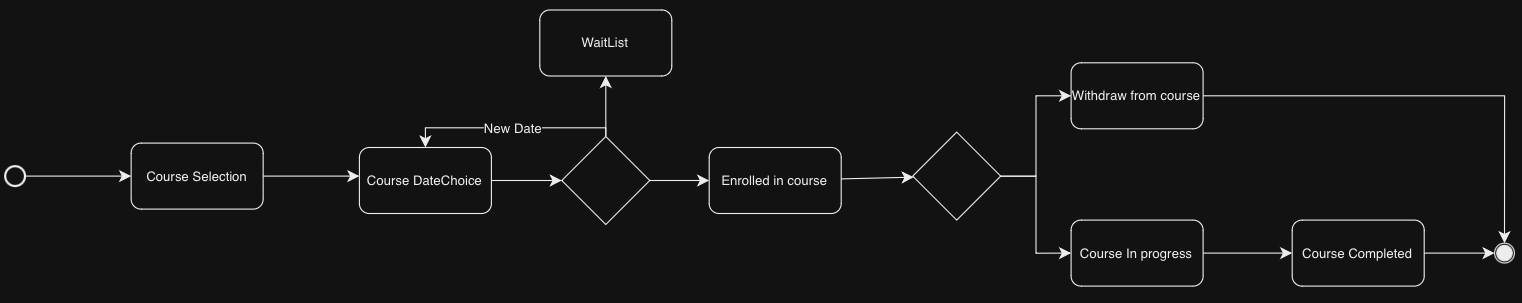 WaitList
New Date
Withdraw from course
Course Selection
Course DateChoice
Enrolled in course
Course In progress
Course Completed